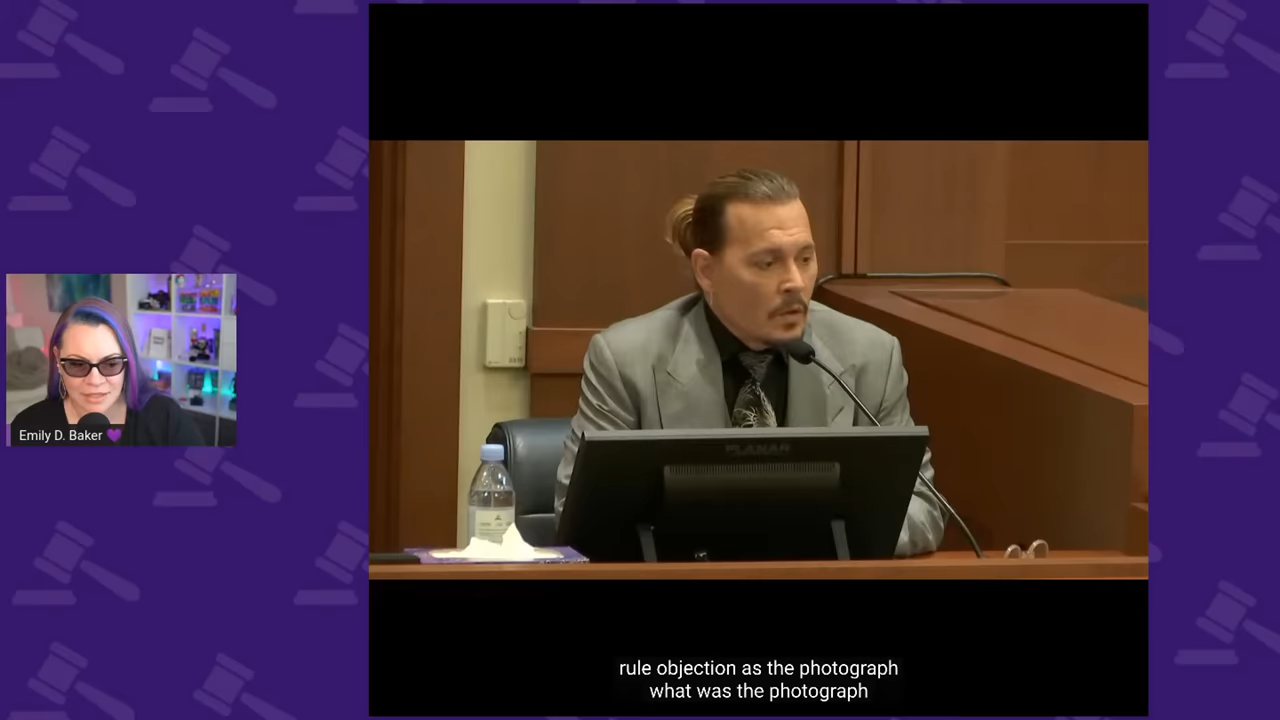 PLANAR
Emily D. Baker 💜
rule objection as the photograph
what was the photograph